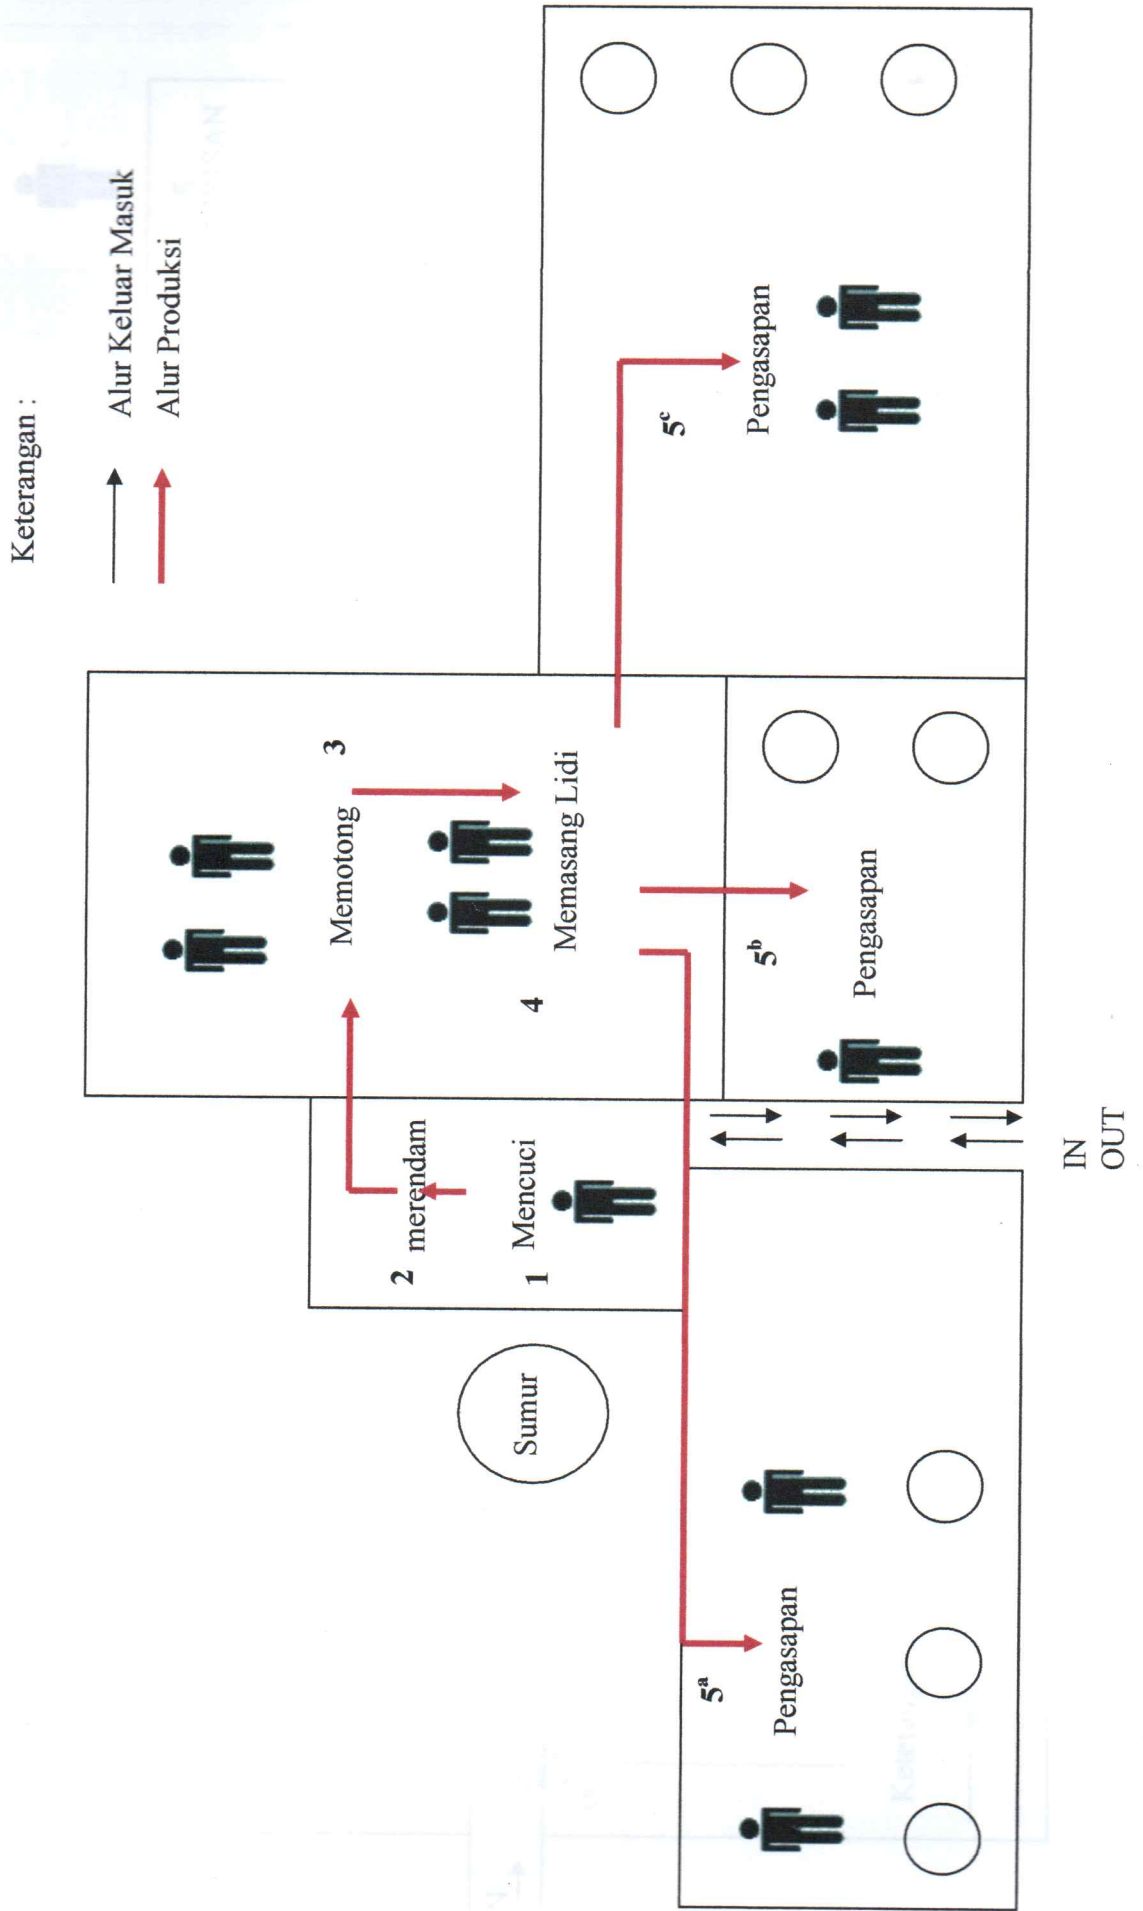 Keterangan :
Alur Keluar Masuk
Alur Produksi
Memotong
3
2 merendam
1 Mencuci
Sumur
4
Memasang Lidi
5ᶜ
Pengasapan
5ᵇ
Pengasapan
5ᵃ
Pengasapan
IN
OUT